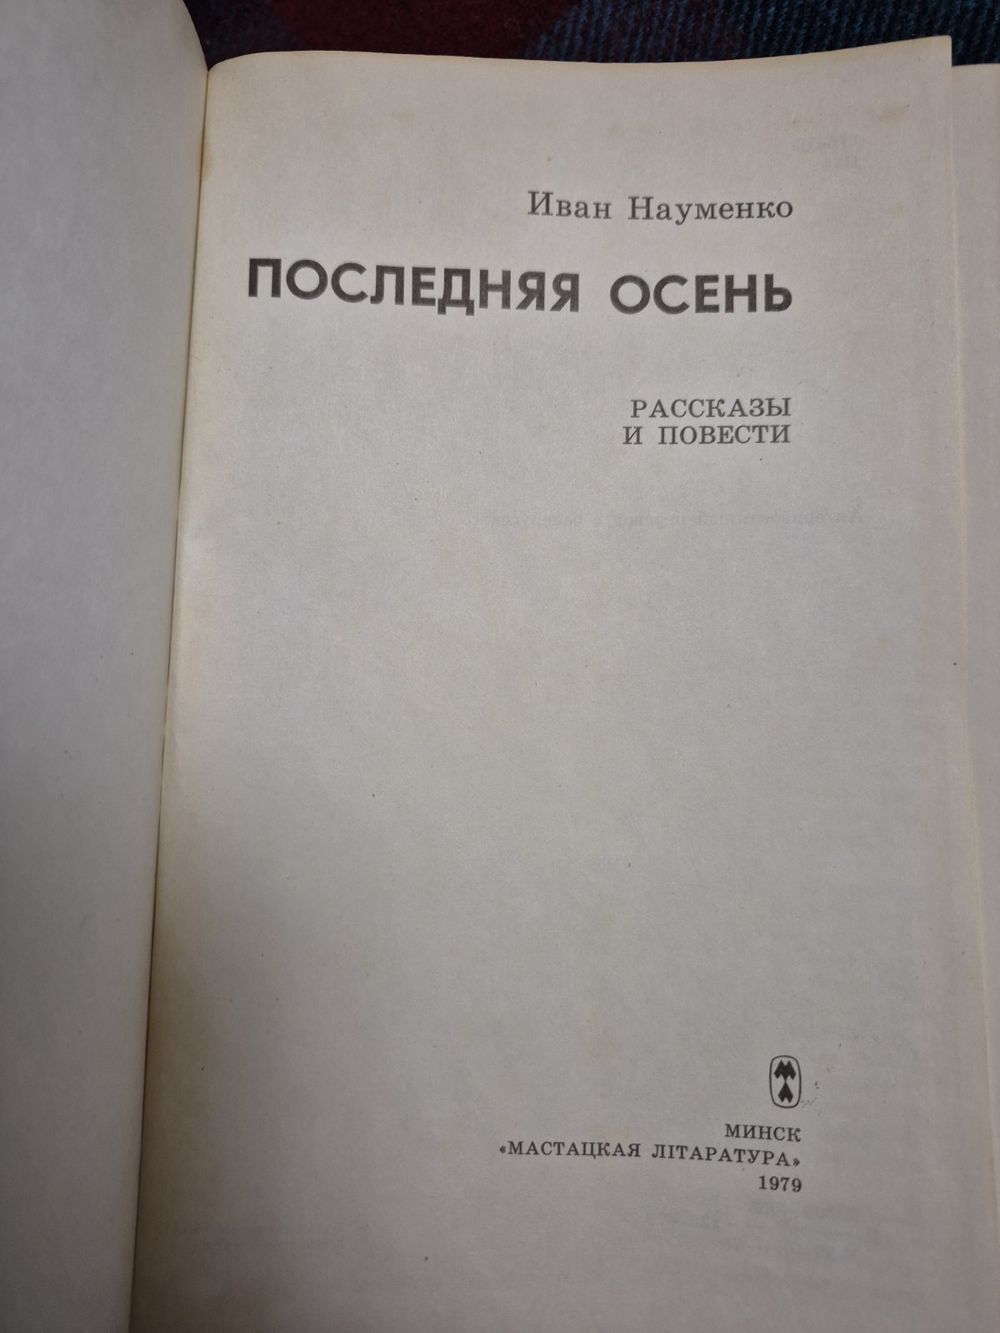 Иван Науменко
ПОСЛЕДНЯЯ ОСЕНЬ
РАССКАЗЫ
И ПОВЕСТИ
МИНСК
«МАСТАЦКАЯ ЛІТАРАТУРА»
1979